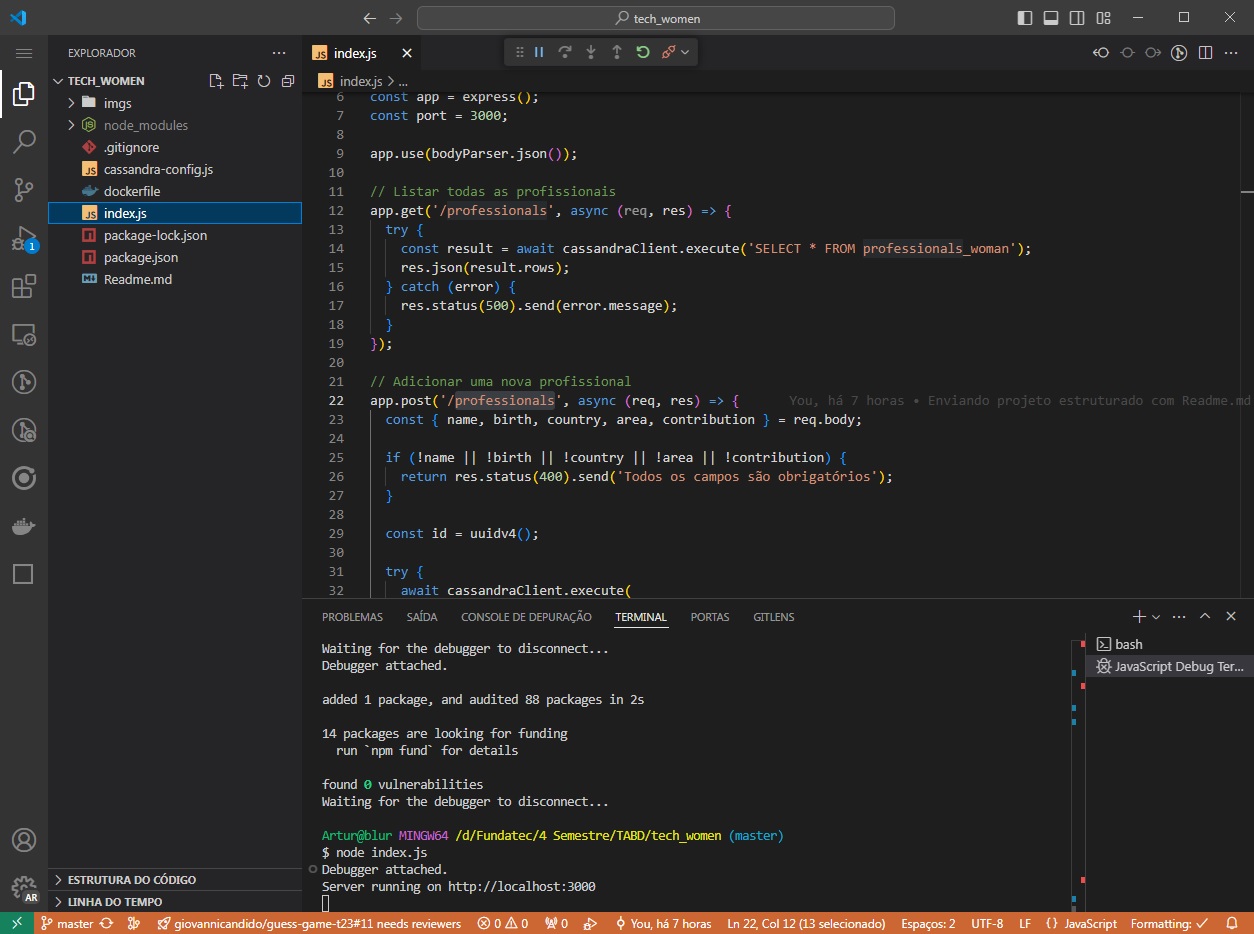 tech_women
EXPLORADOR
TECH_WOMEN
imgs
node_modules
.gitignore
JS cassandra-config.js
dockerfile
JS index.js
package-lock.json
package.json
Readme.md
ESTRUTURA DO CÓDIGO
LINHA DO TEMPO
1
AR
JS index.js
JS index.js > ...
6 const app = express();
7 const port = 3000;
8
9 app.use(bodyParser.json());
10
11 // Listar todas as profissionais
12 app.get('/professionals', async (req, res) => {
13 try {
14 const result = await cassandraClient.execute('SELECT * FROM professionals_woman');
15 res.json(result.rows);
16 } catch (error) {
17 res.status(500).send(error.message);
18 }
19 });
20
21 // Adicionar uma nova profissional
22 app.post('/professionals', async (req, res) => { You, há 7 horas • Enviando projeto estruturado com Readme.md
23 const { name, birth, country, area, contribution } = req.body;
24
25 if (!name || !birth || !country || !area || !contribution) {
26 return res.status(400).send('Todos os campos são obrigatórios');
27 }
28
29 const id = uuidv4();
30
31 try {
32 await cassandraClient.execute(
PROBLEMAS SAÍDA CONSOLE DE DEPURAÇÃO TERMINAL PORTAS GITLENS
Waiting for the debugger to disconnect...
Debugger attached.
added 1 package, and audited 88 packages in 2s
14 packages are looking for funding
run `npm fund` for details
found 0 vulnerabilities
Waiting for the debugger to disconnect...
Artur@blur MINGW64 /d/Fundatec/4 Semestre/TABD/tech_women (master)
$ node index.js
Debugger attached.
Server running on http://localhost:3000
bash
JavaScript Debug Ter...
master giovannicandido/guess-game-t23#11 needs reviewers 0 0 0 You, há 7 horas Ln 22, Col 12 (13 selecionado) Espaços: 2 UTF-8 LF {} JavaScript Formatting: ✓